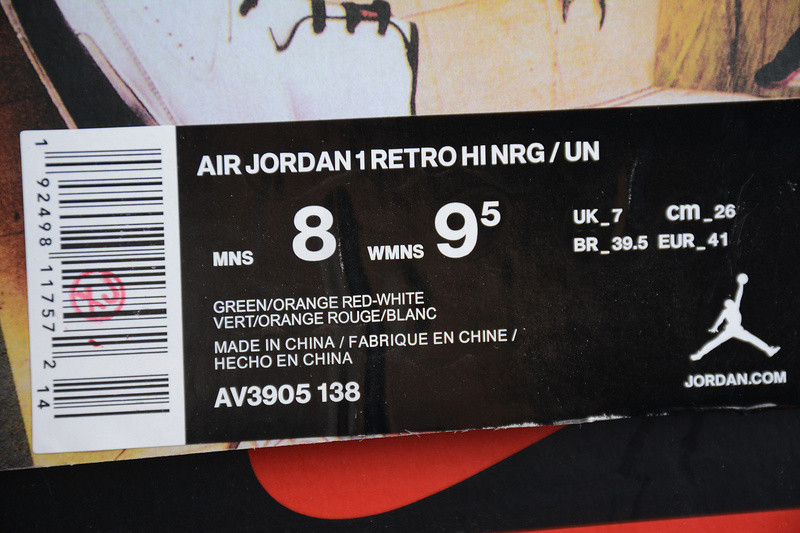 1 92498 11757 2 14
AIR JORDAN 1 RETRO HI NRG / UN
MNS 8 WMNS 9⁵
UK_7 cm_26
BR_39.5 EUR_41
GREEN/ORANGE RED-WHITE
VERT/ORANGE ROUGE/BLANC
MADE IN CHINA / FABRIQUE EN CHINE /
HECHO EN CHINA
AV3905 138
JORDAN.COM